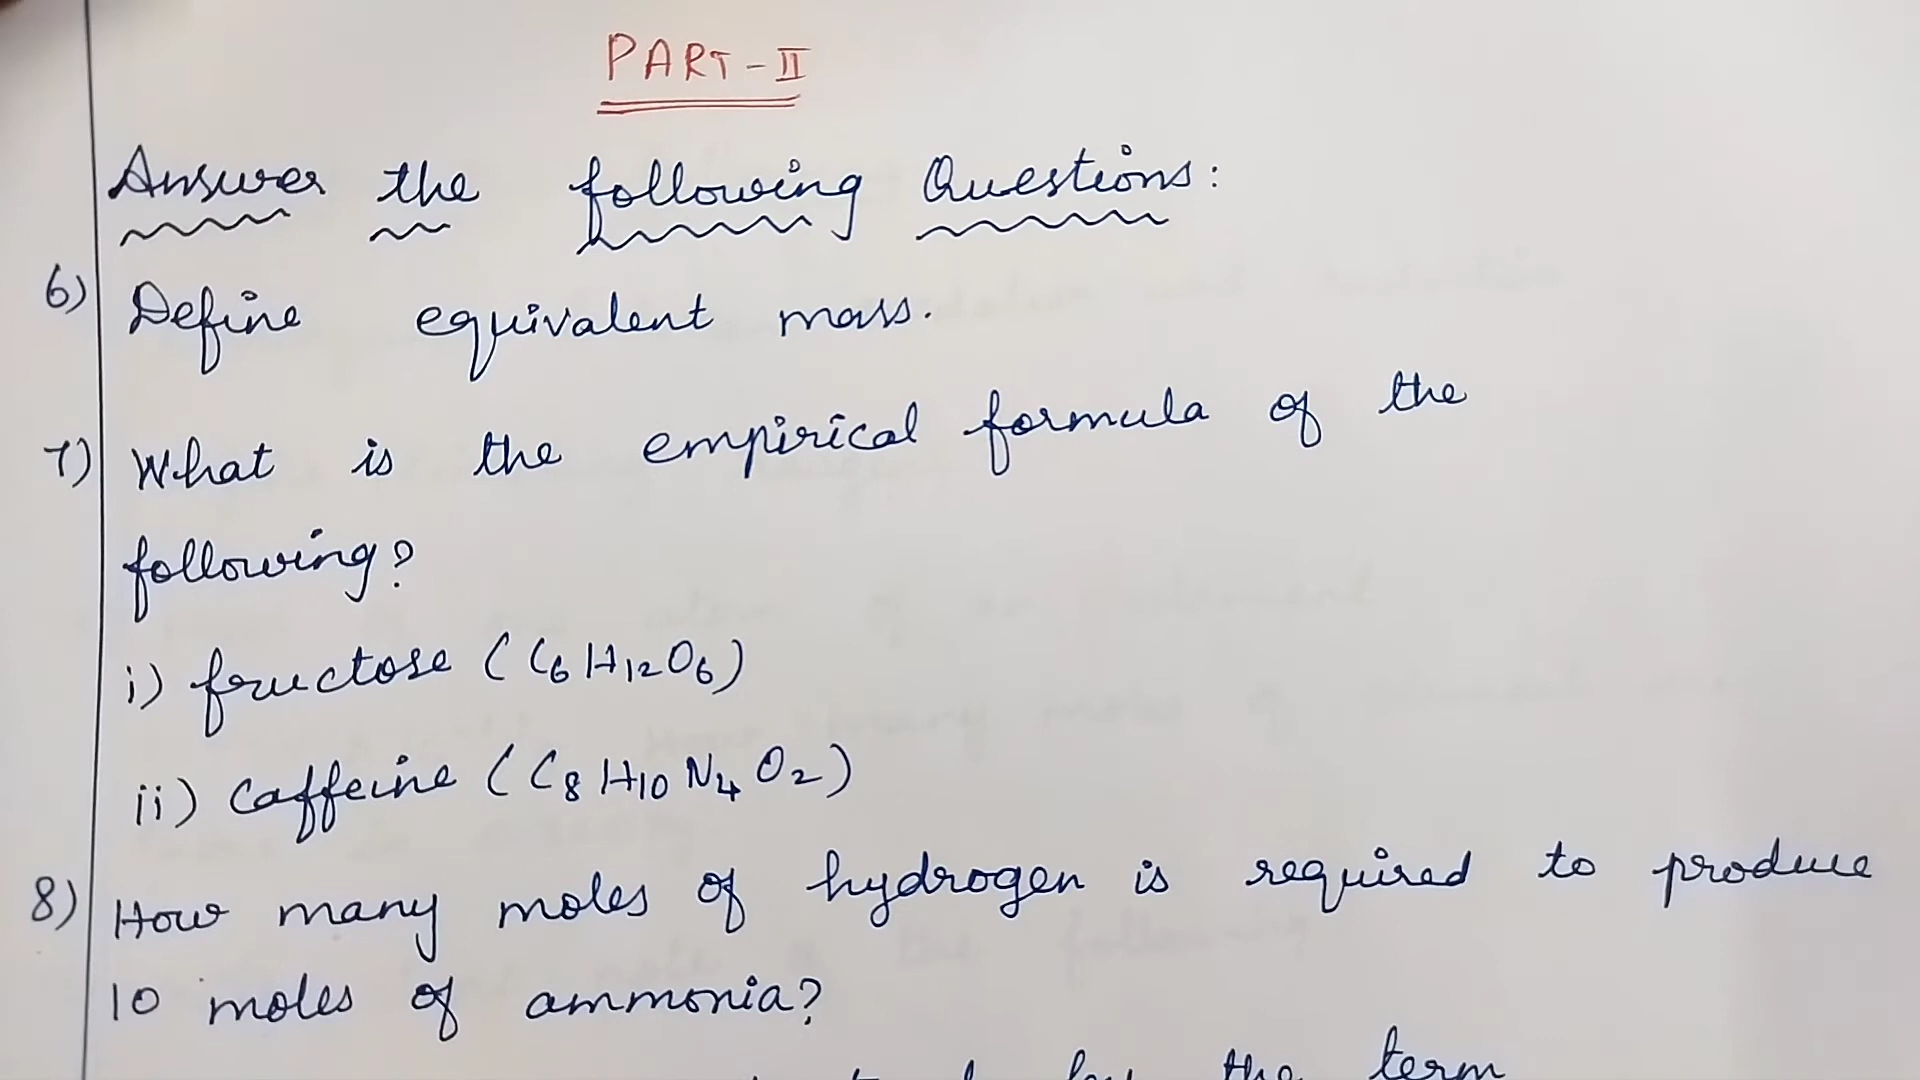 PART-II
Answer the following Questions:
6) Define equivalent mass.
7) What is the empirical formula of the
following?
i) fructose (C6H12O6)
ii) Caffeine (C8H10N4O2)
8) How many moles of hydrogen is required to produce
10 moles of ammonia?
the term